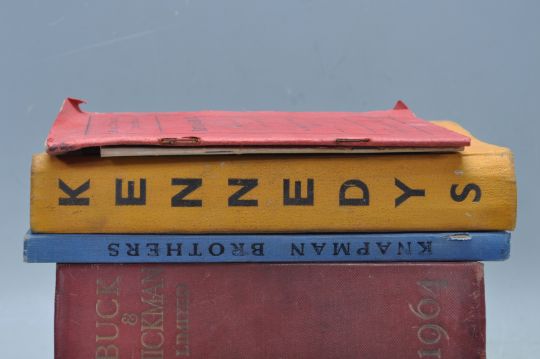 KENNEDYS
KNAPMAN BROTHERS
BUCK
&
HICKMAN
LIMITED
1964